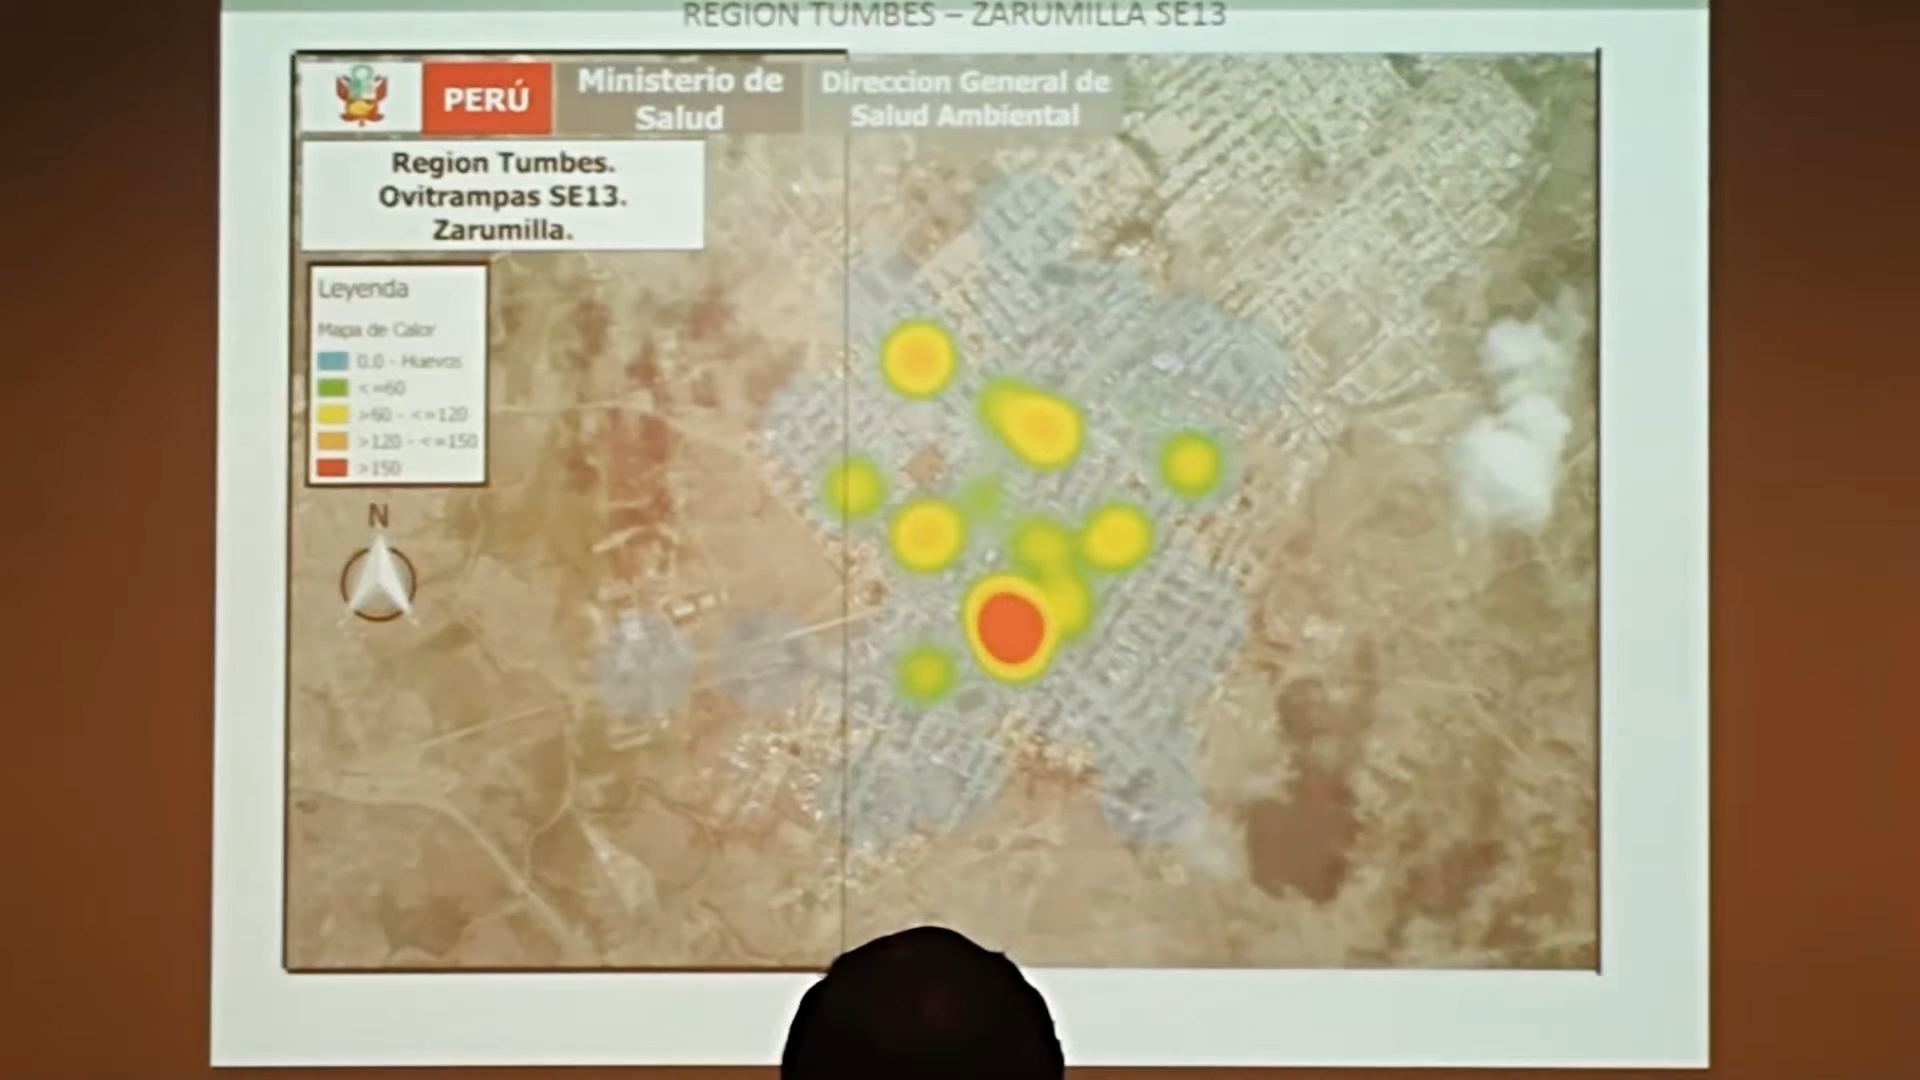 REGION TUMBES – ZARUMILLA SE13
PERÚ
Ministerio de
Salud
Direccion General de
Salud Ambiental
Region Tumbes.
Ovitrampas SE13.
Zarumilla.
Leyenda
Mapa de Calor
0.0 - Huevos
<=60
>60 - <=120
>120 - <=150
>150
N